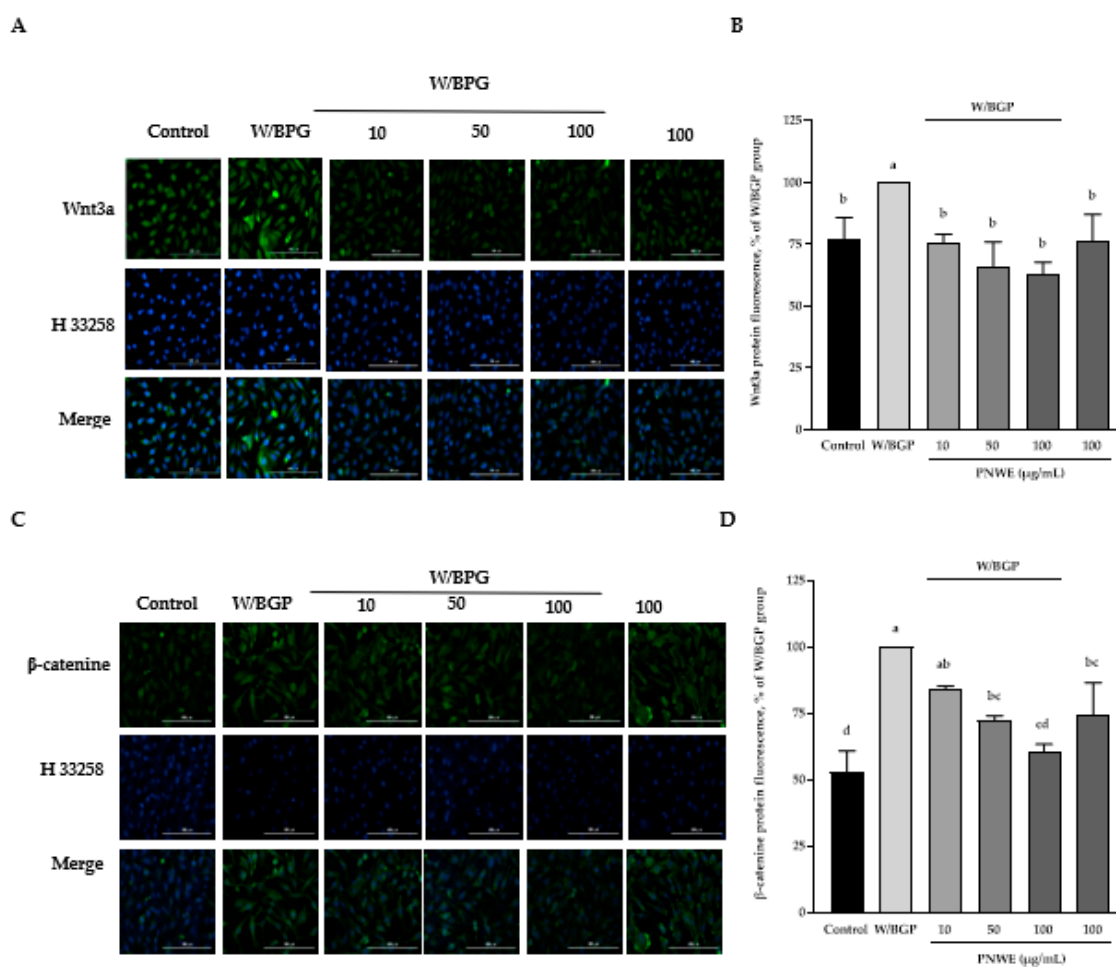 A
W/BPG
Control W/BPG 10 50 100 100
Wnt3a
H 33258
Merge
B
W/BGP
Wnt3a protein fluorescence, % of W/BGP group
125
100
75
50
25
0
b a b b b b
Control W/BGP 10 50 100 100
PNWE (µg/mL)
C
W/BPG
Control W/BGP 10 50 100 100
β-catenine
H 33258
Merge
D
W/BGP
β-catenine protein fluorescence, % of W/BGP group
125
100
75
50
25
0
d a ab bc cd bc
Control W/BGP 10 50 100 100
PNWE (µg/mL)